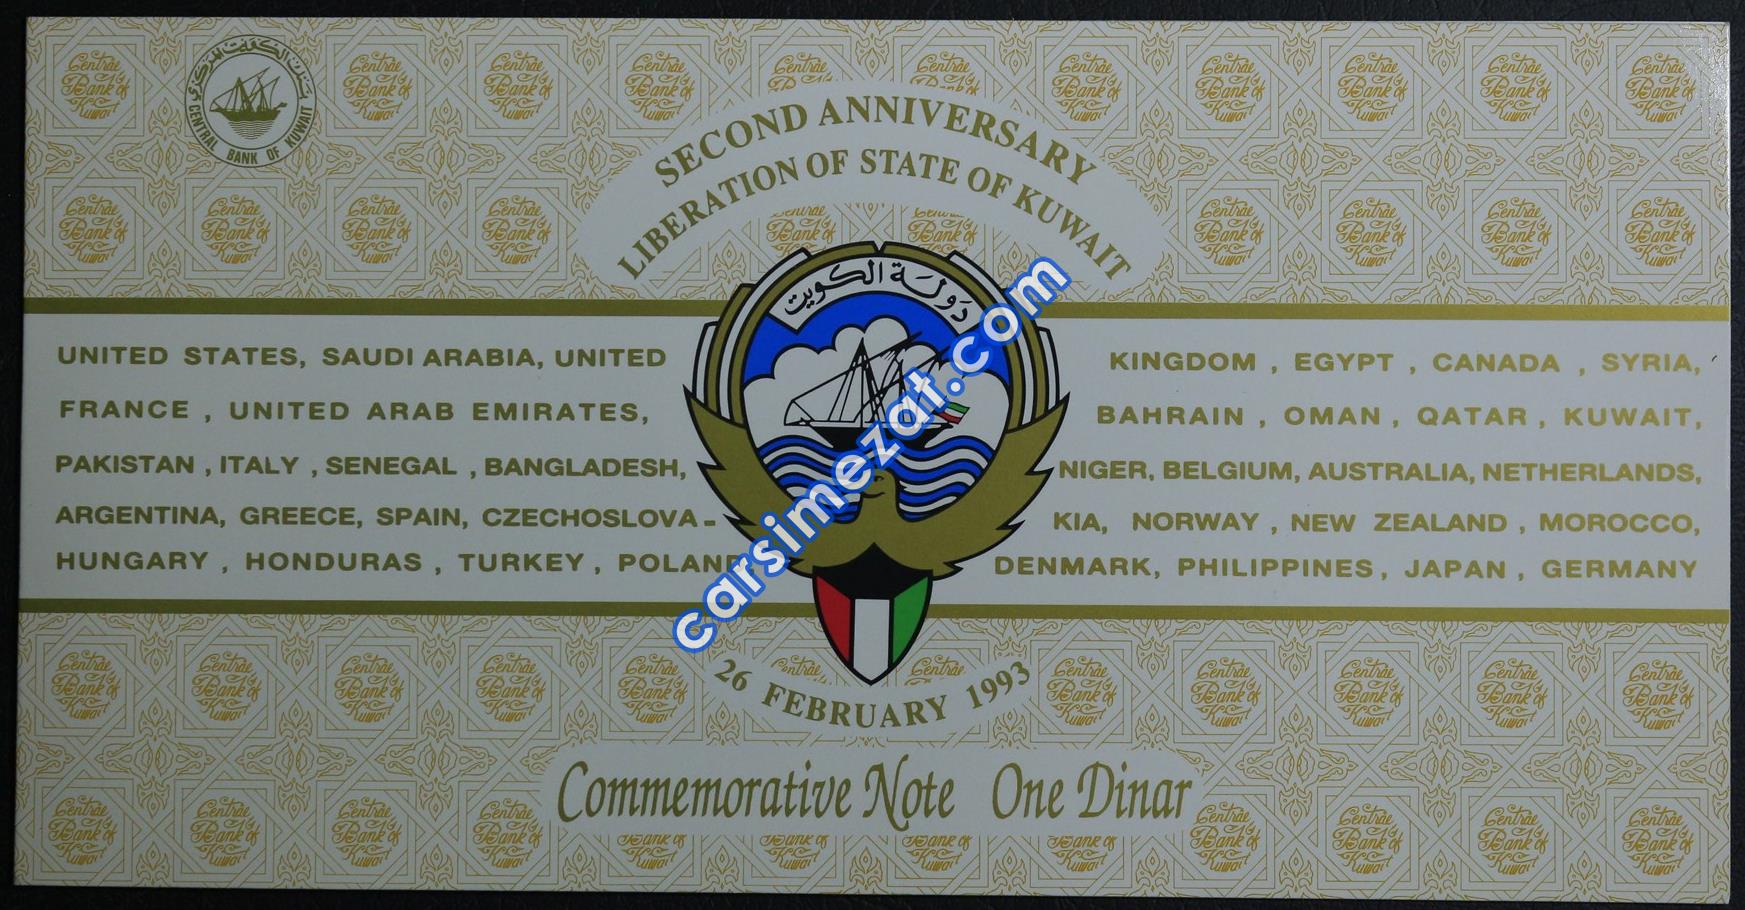 بنك الكويت المركزي
CENTRAL BANK OF KUWAIT
SECOND ANNIVERSARY
LIBERATION OF STATE OF KUWAIT
دولة الكويت
UNITED STATES, SAUDI ARABIA, UNITED KINGDOM , EGYPT , CANADA , SYRIA,
FRANCE , UNITED ARAB EMIRATES, BAHRAIN , OMAN , QATAR , KUWAIT,
PAKISTAN , ITALY , SENEGAL , BANGLADESH, NIGER, BELGIUM, AUSTRALIA, NETHERLANDS,
ARGENTINA, GREECE, SPAIN, CZECHOSLOVA- KIA, NORWAY , NEW ZEALAND , MOROCCO,
HUNGARY , HONDURAS , TURKEY , POLAND, DENMARK, PHILIPPINES , JAPAN , GERMANY
carsimezat.com
26 FEBRUARY 1993
Commemorative Note One Dinar
Central Bank of Kuwait